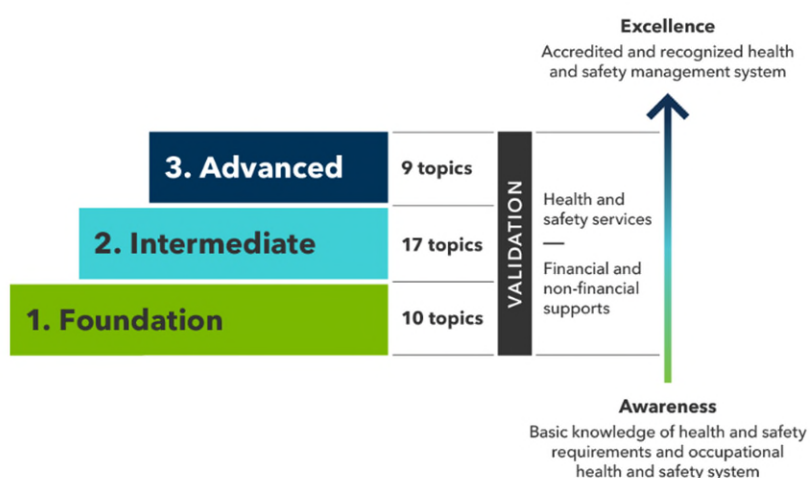 Excellence
Accredited and recognized health
and safety management system
3. Advanced
9 topics
2. Intermediate
17 topics
1. Foundation
10 topics
VALIDATION
Health and
safety services
Financial and
non-financial
supports
Awareness
Basic knowledge of health and safety
requirements and occupational
health and safety system